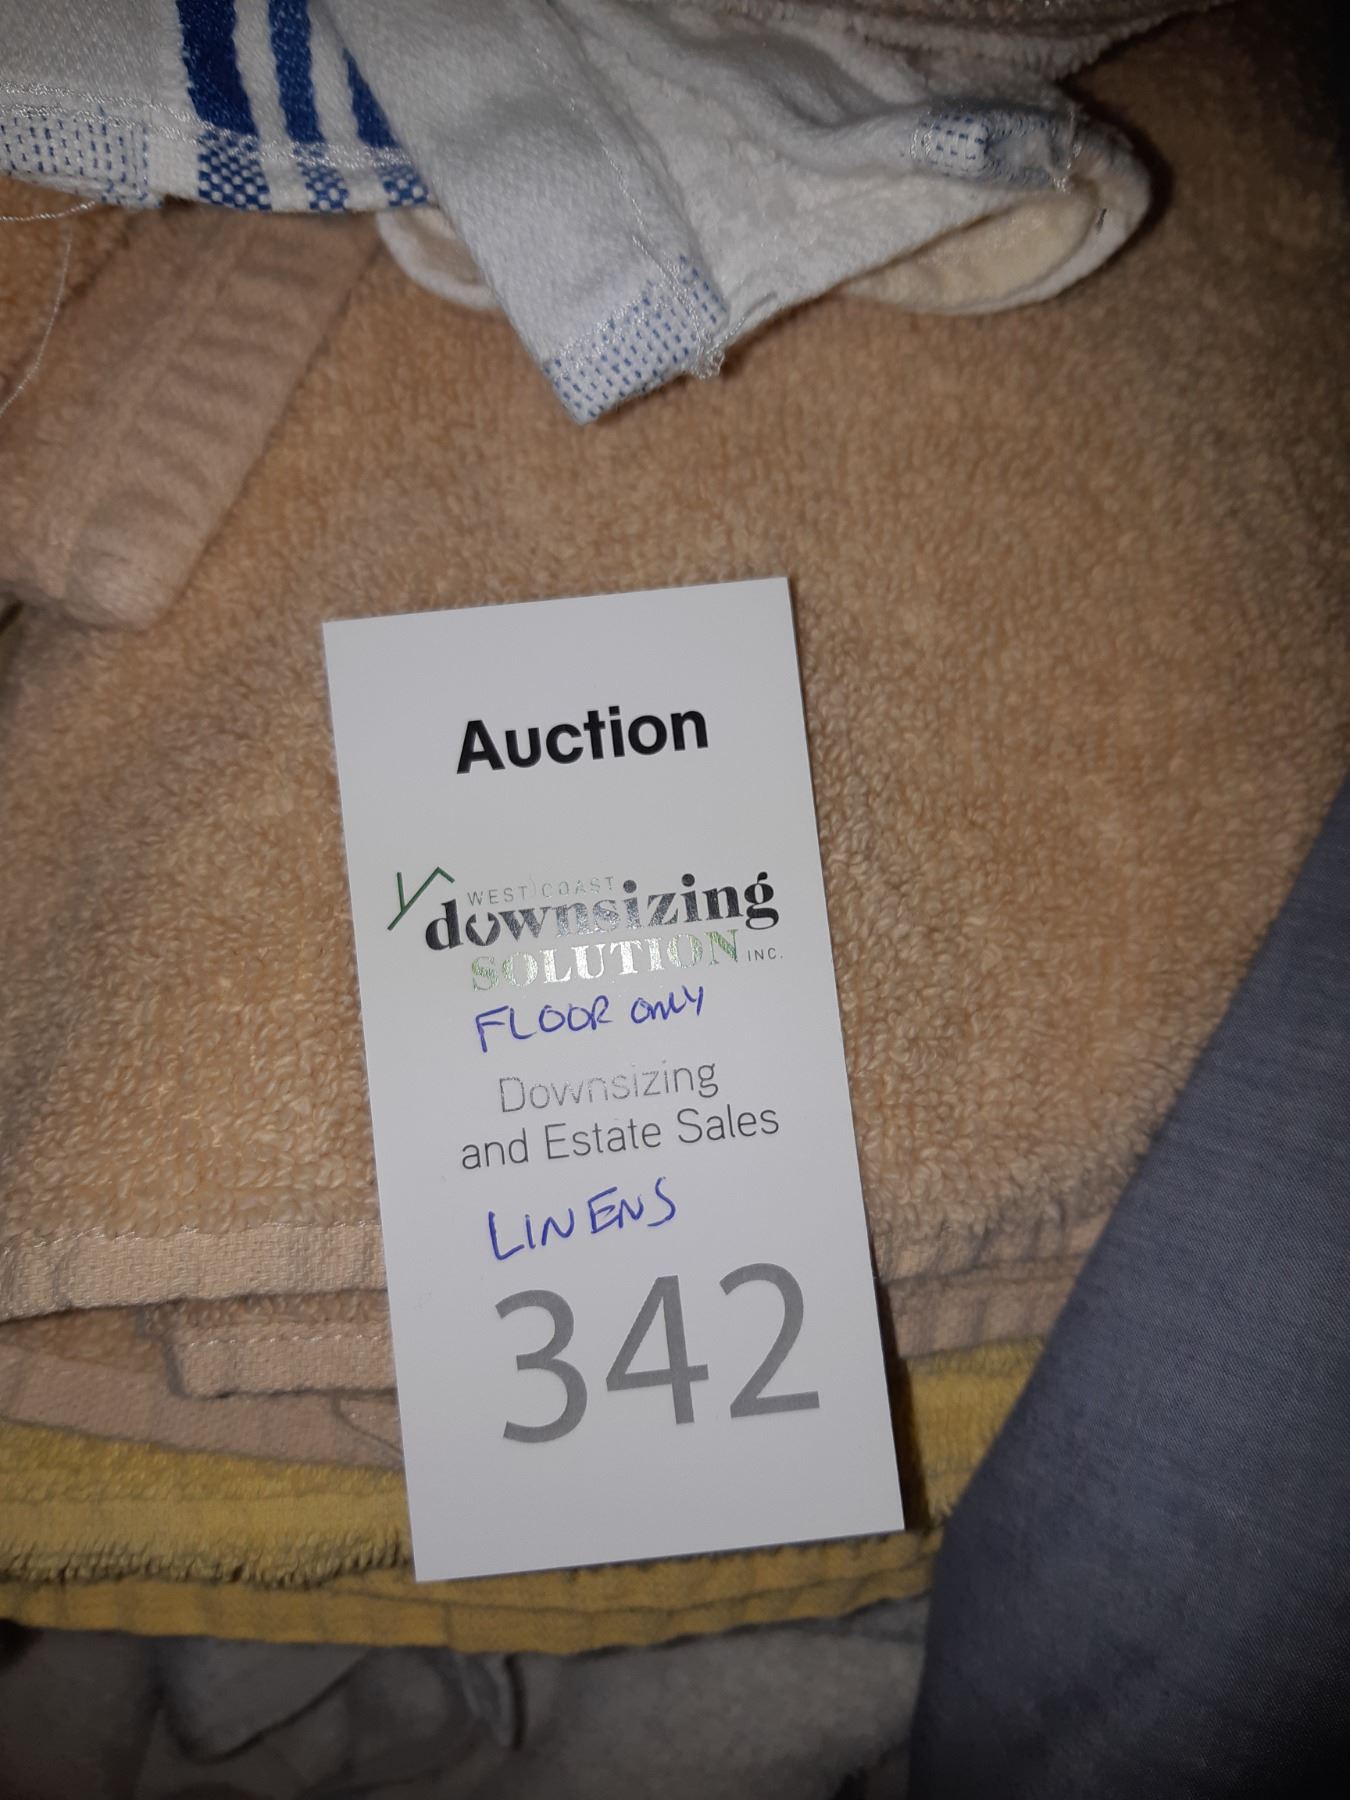 Auction
WEST COAST
downsizing
SOLUTION INC.
FLOOR ONLY
Downsizing
and Estate Sales
LINENS
342